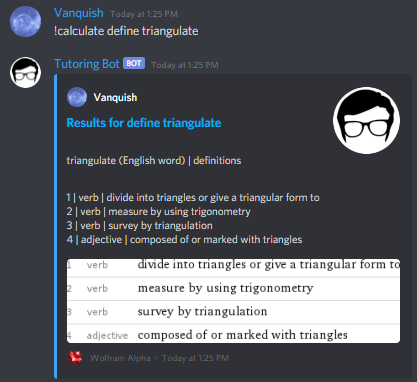 Vanquish Today at 1:25 PM
!calculate define triangulate
Tutoring Bot BOT Today at 1:25 PM
Vanquish
Results for define triangulate
triangulate (English word) | definitions
1 | verb | divide into triangles or give a triangular form to
2 | verb | measure by using trigonometry
3 | verb | survey by triangulation
4 | adjective | composed of or marked with triangles
1 verb divide into triangles or give a triangular form to
2 verb measure by using trigonometry
3 verb survey by triangulation
4 adjective composed of or marked with triangles
Wolfram Alpha • Today at 1:25 PM